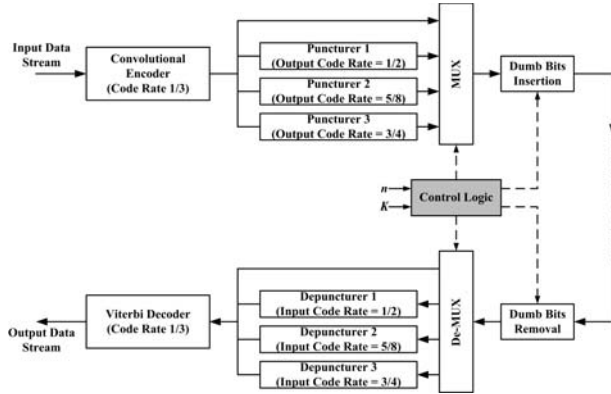 Input Data
Stream
Convolutional
Encoder
(Code Rate 1/3)
Puncturer 1
(Output Code Rate = 1/2)
Puncturer 2
(Output Code Rate = 5/8)
Puncturer 3
(Output Code Rate = 3/4)
MUX
Dumb Bits
Insertion
n
K
Control Logic
Viterbi Decoder
(Code Rate 1/3)
Output Data
Stream
Depuncturer 1
(Input Code Rate = 1/2)
Depuncturer 2
(Input Code Rate = 5/8)
Depuncturer 3
(Input Code Rate = 3/4)
De-MUX
Dumb Bits
Removal